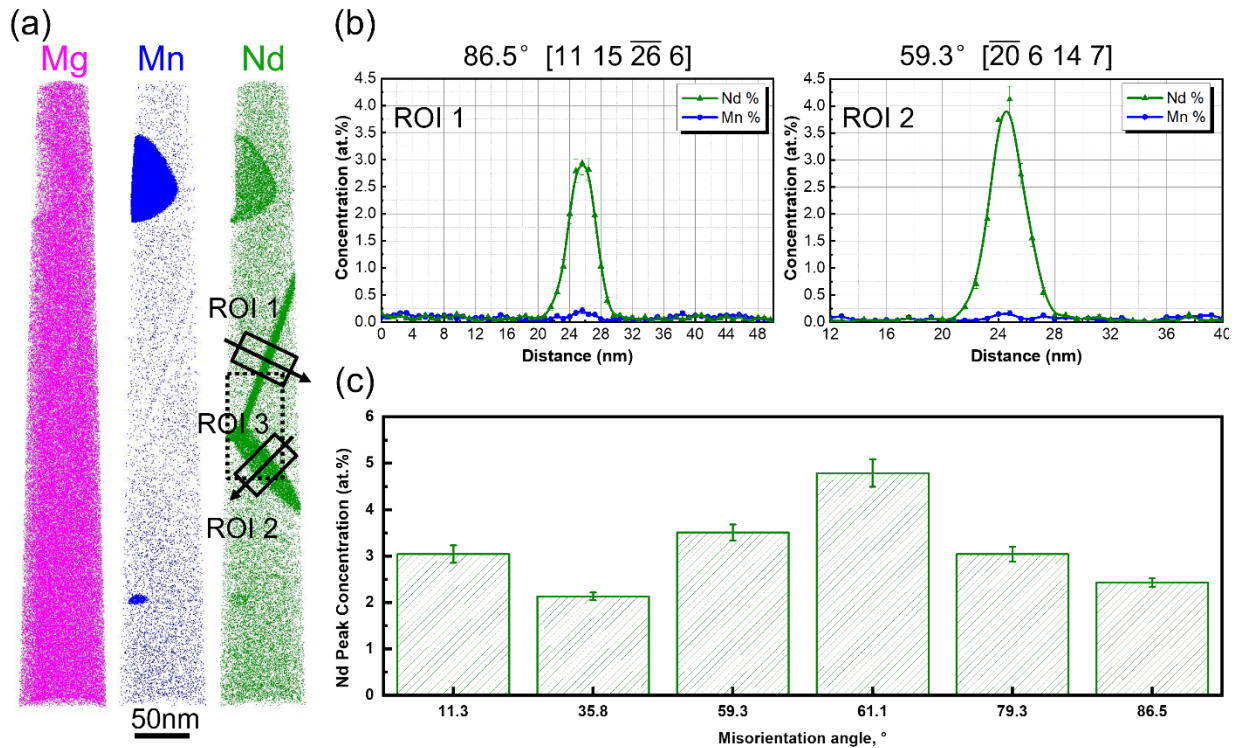 (a)
Mg Mn Nd
ROI 1
ROI 3
ROI 2
50nm
(b)
86.5° [11 15 2̅6̅ 6]
ROI 1
Nd %
Mn %
Concentration (at.%)
4.5
4.0
3.5
3.0
2.5
2.0
1.5
1.0
0.5
0.0
0 4 8 12 16 20 24 28 32 36 40 44 48
Distance (nm)
59.3° [2̅0̅ 6 14 7]
ROI 2
Nd %
Mn %
Concentration (at.%)
4.5
4.0
3.5
3.0
2.5
2.0
1.5
1.0
0.5
0.0
12 16 20 24 28 32 36 40
Distance (nm)
(c)
Nd Peak Concentration (at.%)
6
5
4
3
2
1
0
11.3 35.8 59.3 61.1 79.3 86.5
Misorientation angle, °